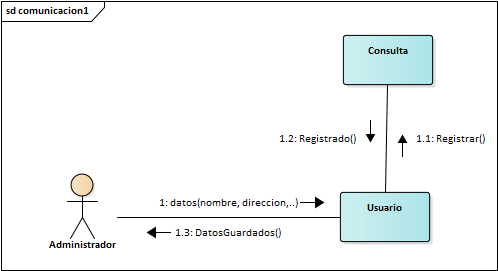 sd comunicacion1
Consulta
1.2: Registrado()
1.1: Registrar()
1: datos(nombre, direccion,..)
Usuario
1.3: DatosGuardados()
Administrador